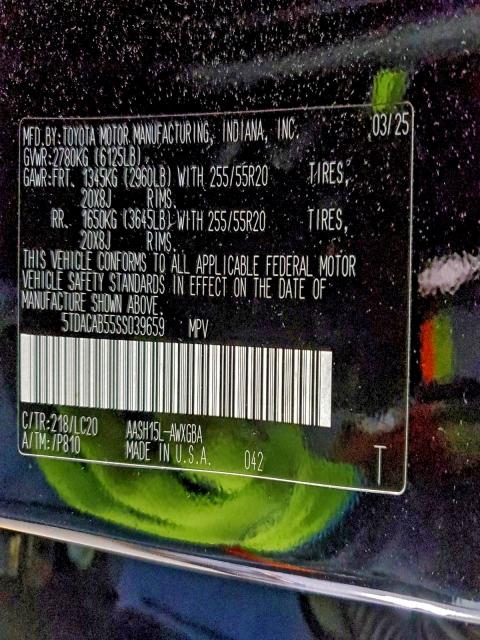 MFD. BY: TOYOTA MOTOR MANUFACTURING, INDIANA, INC. 03/25
GVWR: 2780KG (6125LB)
GAWR: FRT. 1345KG (2960LB) WITH 255/55R20 TIRES,
20X8J RIMS.
RR. 1650KG (3645LB) WITH 255/55R20 TIRES,
20X8J RIMS.
THIS VEHICLE CONFORMS TO ALL APPLICABLE FEDERAL MOTOR
VEHICLE SAFETY STANDARDS IN EFFECT ON THE DATE OF
MANUFACTURE SHOWN ABOVE.
5TDACAB55SS039659 MPV
C/TR: 218/LC20 AASH15L-AWXGBA
A/TM: /P810 MADE IN U.S.A. 042 T